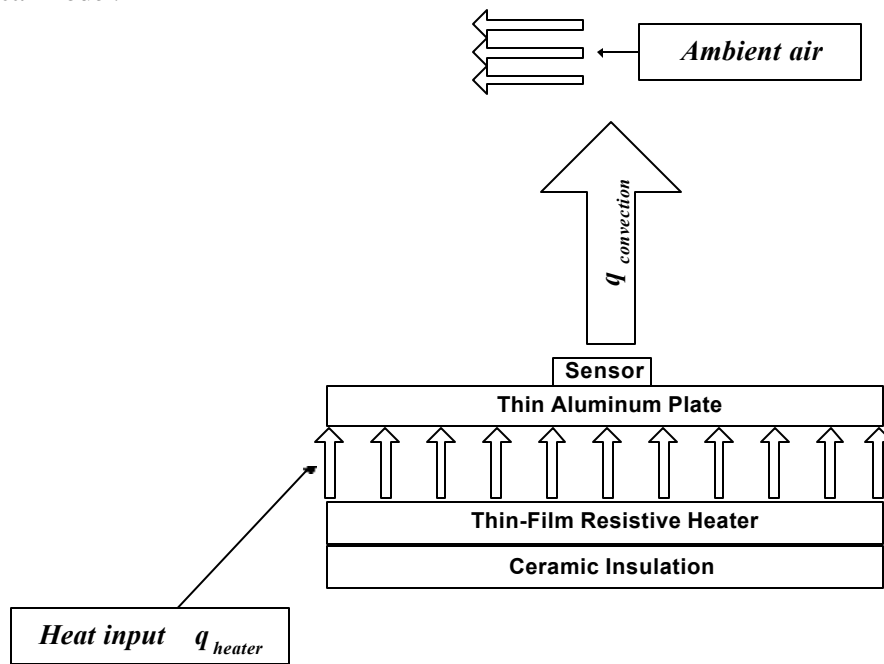 Ambient air
q convection
Sensor
Thin Aluminum Plate
Thin-Film Resistive Heater
Ceramic Insulation
Heat input q heater